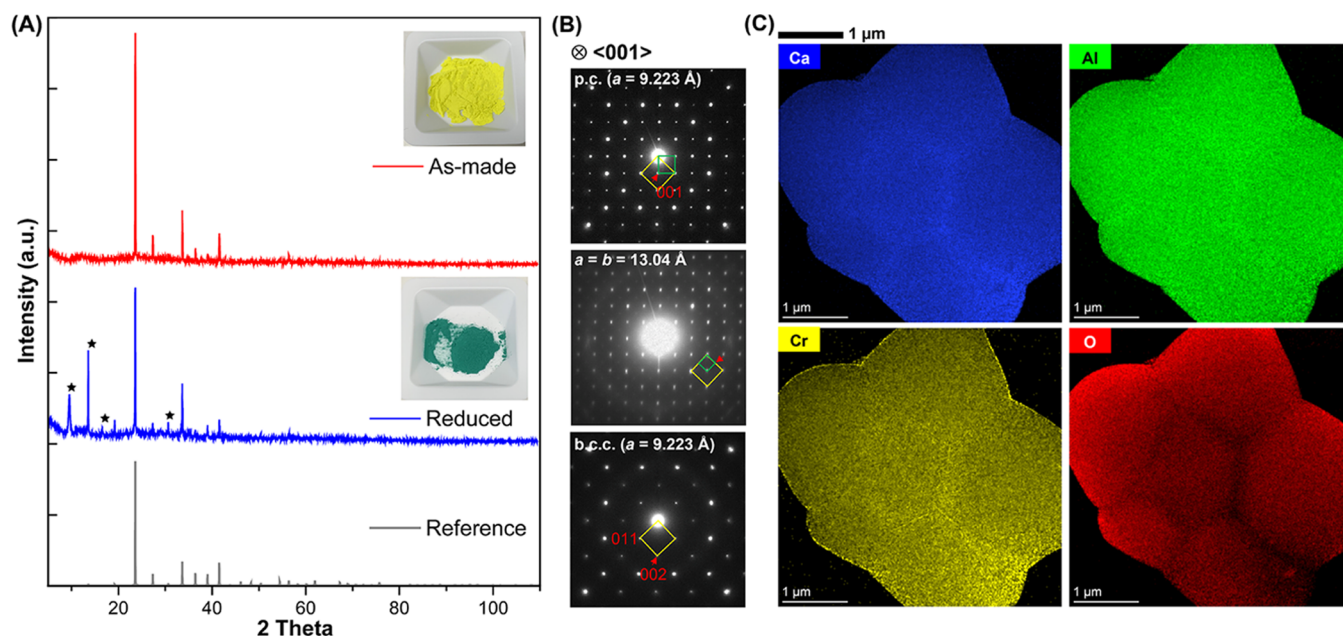 (A)
As-made
Reduced
Reference
Intensity (a.u.)
20 40 60 80 100
2 Theta
(B)
⊗ <001>
p.c. (a = 9.223 Å)
001
a = b = 13.04 Å
b.c.c. (a = 9.223 Å)
011
002
(C)
1 µm
Ca
1 µm
Al
1 µm
Cr
1 µm
O
1 µm